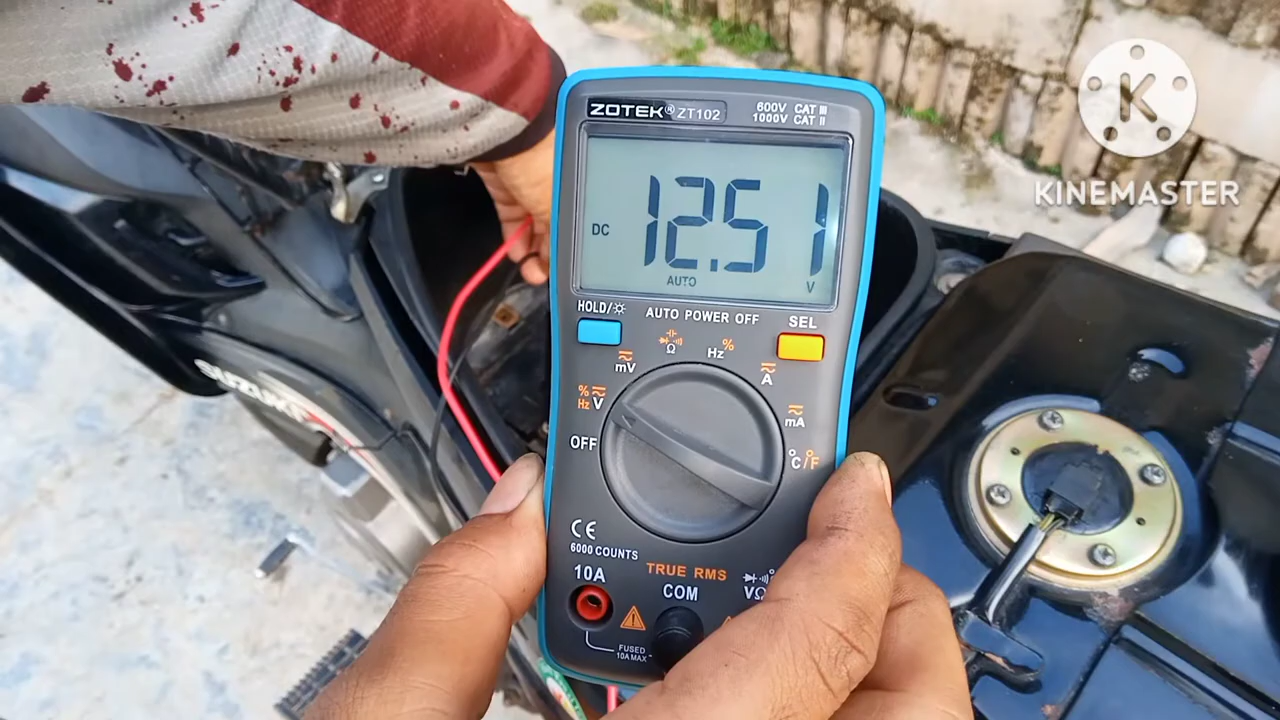 ZOTEK® ZT102
600V CAT III
1000V CAT II
DC
12.51
AUTO
V
HOLD/
AUTO POWER OFF
SEL
mV
Ω
Hz%
A
% Hz V
mA
OFF
°C/°F
CE
6000 COUNTS
10A
TRUE RMS
COM
VΩ
FUSED
10A MAX
K
KINEMASTER
SUZUKI